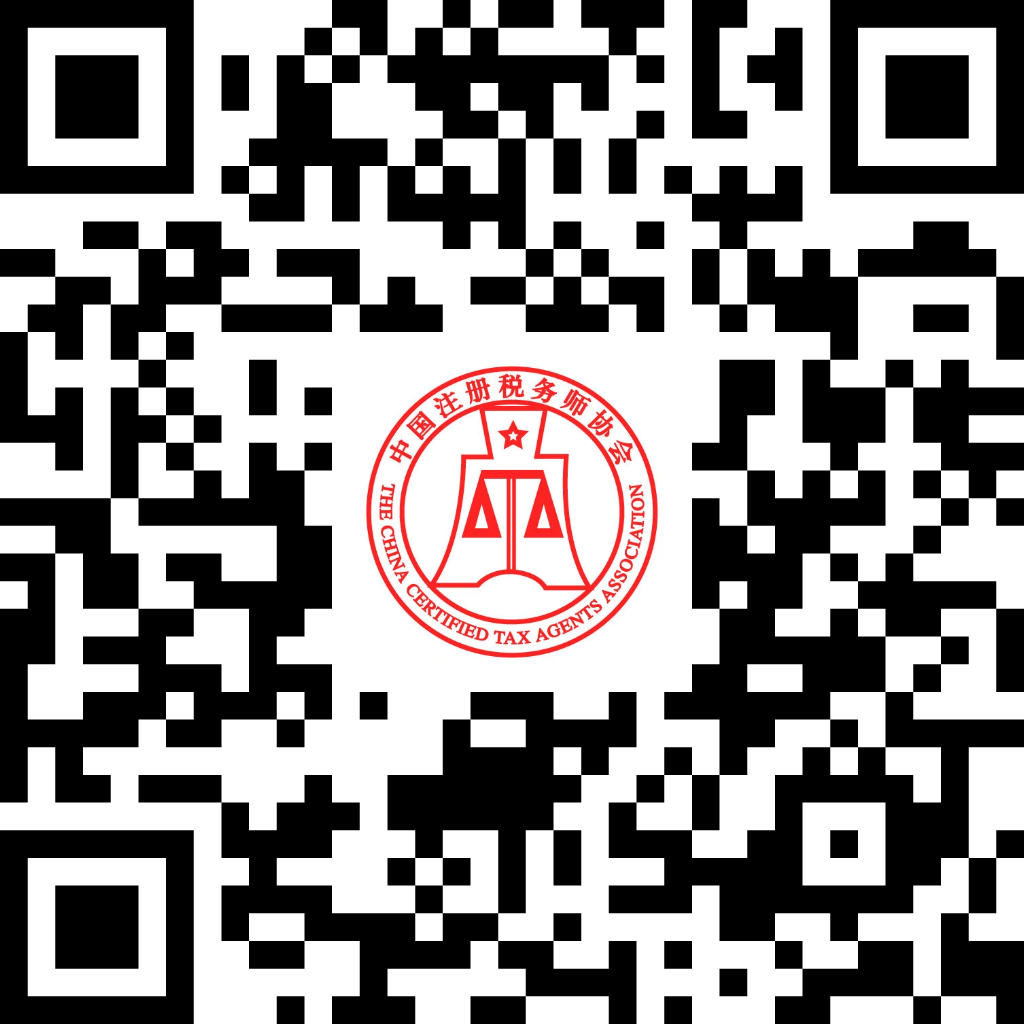 中国注册税务师协会
THE CHINA CERTIFIED TAX AGENTS ASSOCIATION